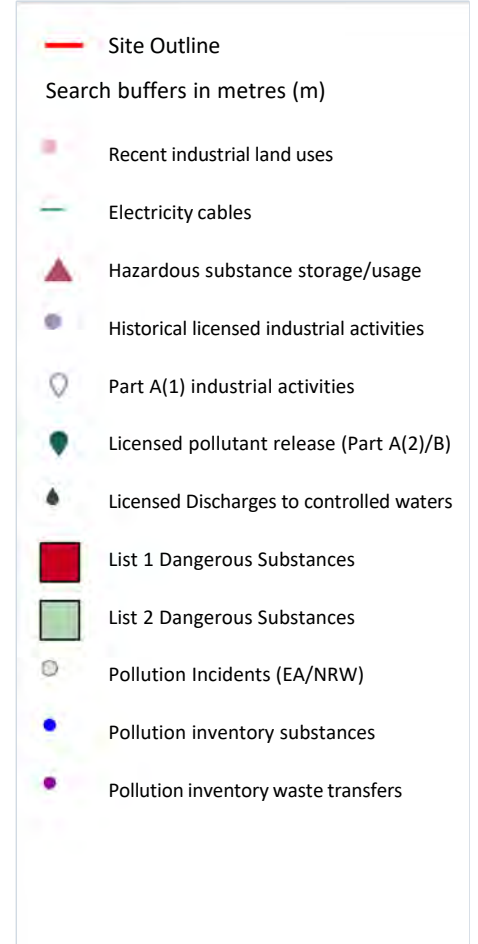 Site Outline
Search buffers in metres (m)
Recent industrial land uses
Electricity cables
Hazardous substance storage/usage
Historical licensed industrial activities
Part A(1) industrial activities
Licensed pollutant release (Part A(2)/B)
Licensed Discharges to controlled waters
List 1 Dangerous Substances
List 2 Dangerous Substances
Pollution Incidents (EA/NRW)
Pollution inventory substances
Pollution inventory waste transfers